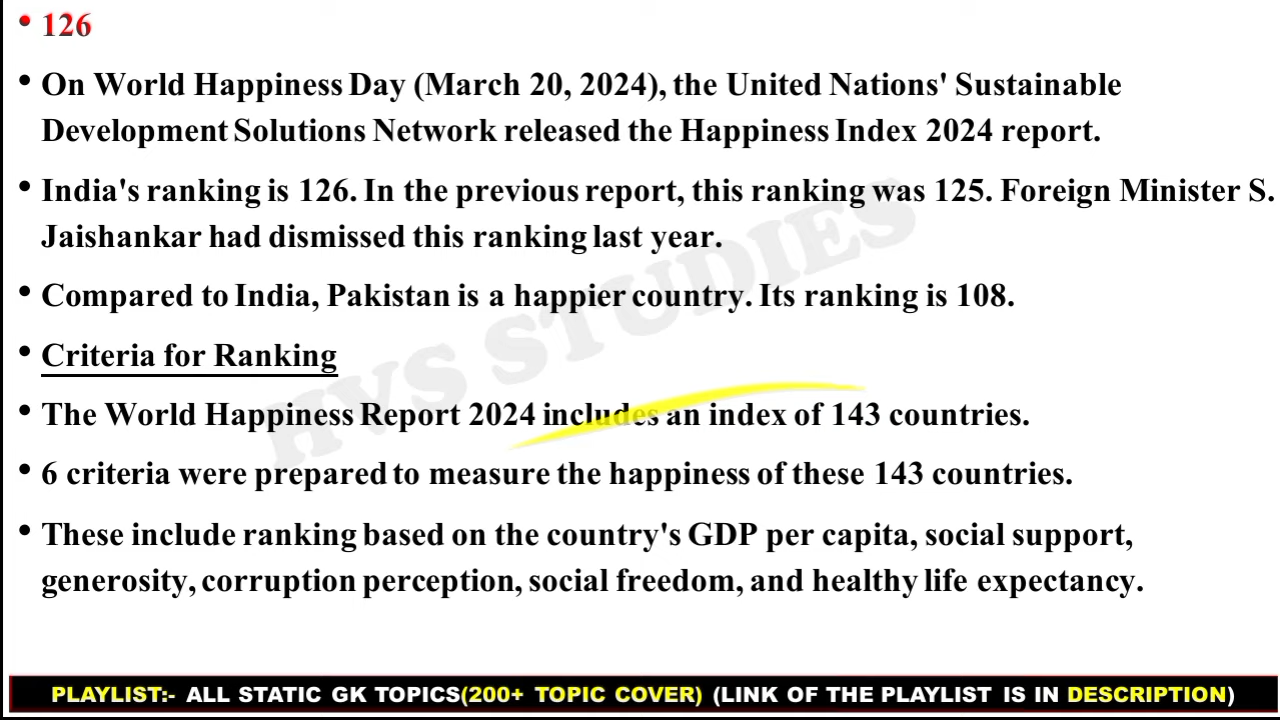 • 126
• On World Happiness Day (March 20, 2024), the United Nations' Sustainable
Development Solutions Network released the Happiness Index 2024 report.
• India's ranking is 126. In the previous report, this ranking was 125. Foreign Minister S.
Jaishankar had dismissed this ranking last year.
• Compared to India, Pakistan is a happier country. Its ranking is 108.
• Criteria for Ranking
• The World Happiness Report 2024 includes an index of 143 countries.
• 6 criteria were prepared to measure the happiness of these 143 countries.
• These include ranking based on the country's GDP per capita, social support,
generosity, corruption perception, social freedom, and healthy life expectancy.
HVS STUDIES
PLAYLIST:- ALL STATIC GK TOPICS(200+ TOPIC COVER) (LINK OF THE PLAYLIST IS IN DESCRIPTION)